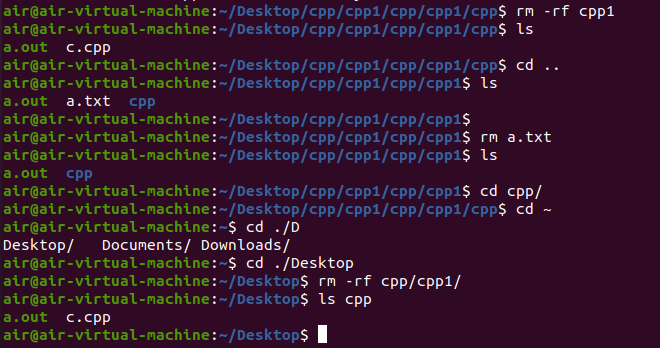 air@air-virtual-machine:~/Desktop/cpp/cpp1/cpp/cpp1/cpp$ rm -rf cpp1
air@air-virtual-machine:~/Desktop/cpp/cpp1/cpp/cpp1/cpp$ ls
a.out  c.cpp
air@air-virtual-machine:~/Desktop/cpp/cpp1/cpp/cpp1/cpp$ cd ..
air@air-virtual-machine:~/Desktop/cpp/cpp1/cpp/cpp1$ ls
a.out  a.txt  cpp
air@air-virtual-machine:~/Desktop/cpp/cpp1/cpp/cpp1$
air@air-virtual-machine:~/Desktop/cpp/cpp1/cpp/cpp1$ rm a.txt
air@air-virtual-machine:~/Desktop/cpp/cpp1/cpp/cpp1$ ls
a.out  cpp
air@air-virtual-machine:~/Desktop/cpp/cpp1/cpp/cpp1$ cd cpp/
air@air-virtual-machine:~/Desktop/cpp/cpp1/cpp/cpp1/cpp$ cd ~
air@air-virtual-machine:~$ cd ./D
Desktop/   Documents/ Downloads/
air@air-virtual-machine:~$ cd ./Desktop
air@air-virtual-machine:~/Desktop$ rm -rf cpp/cpp1/
air@air-virtual-machine:~/Desktop$ ls cpp
a.out  c.cpp
air@air-virtual-machine:~/Desktop$